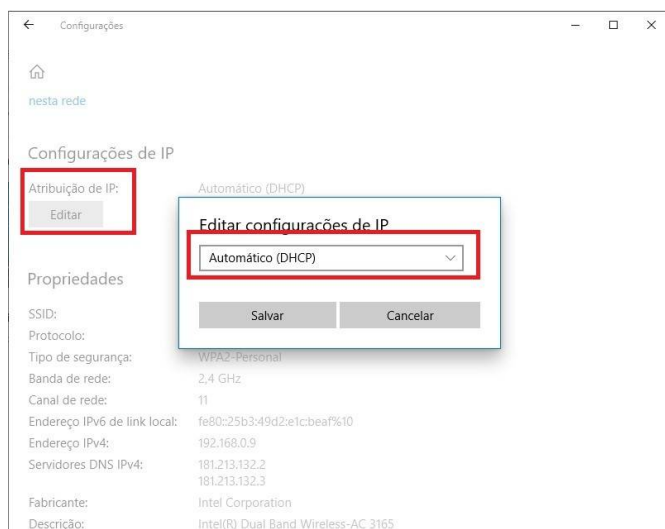 Configurações
nesta rede
Configurações de IP
Atribuição de IP: Automático (DHCP)
Editar
Editar configurações de IP
Automático (DHCP)
Salvar Cancelar
Propriedades
SSID:
Protocolo:
Tipo de segurança: WPA2-Personal
Banda de rede: 2,4 GHz
Canal de rede: 11
Endereço IPv6 de link local: fe80::25b3:49d2:e1c:beaf%10
Endereço IPv4: 192.168.0.9
Servidores DNS IPv4: 181.213.132.2
181.213.132.3
Fabricante: Intel Corporation
Descrição: Intel(R) Dual Band Wireless-AC 3165